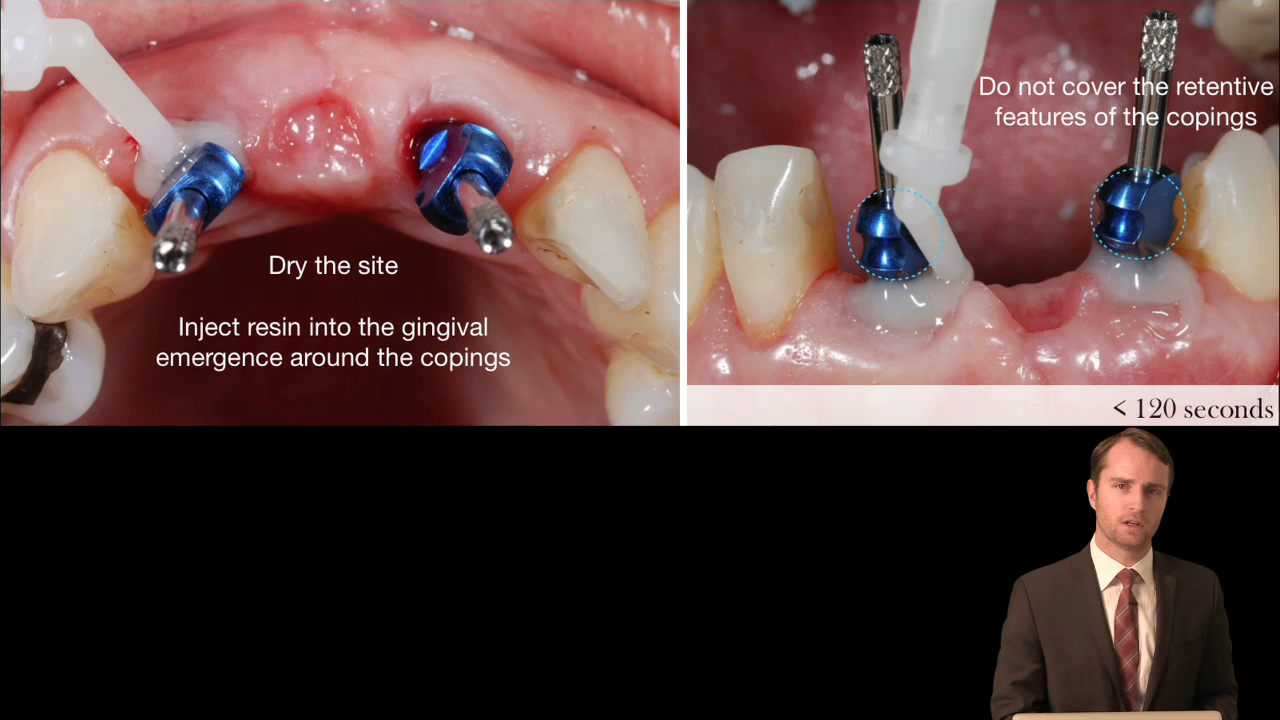 Dry the site
Inject resin into the gingival
emergence around the copings
Do not cover the retentive
features of the copings
< 120 seconds